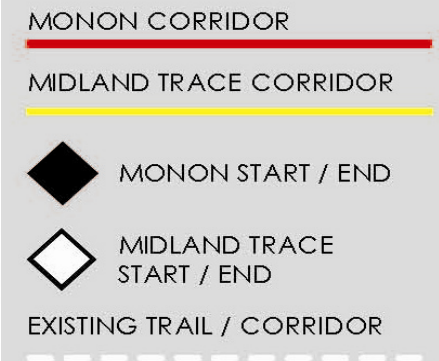 MONON CORRIDOR
MIDLAND TRACE CORRIDOR
MONON START / END
MIDLAND TRACE
START / END
EXISTING TRAIL / CORRIDOR